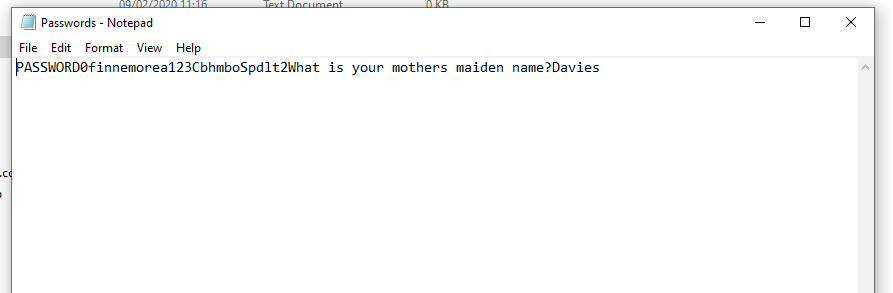 09/02/2020 11:16 Text Document 0 KB
Passwords - Notepad
File Edit Format View Help
PASSWORD0finnemorea123CbhmboSpdlt2What is your mothers maiden name?Davies
.co